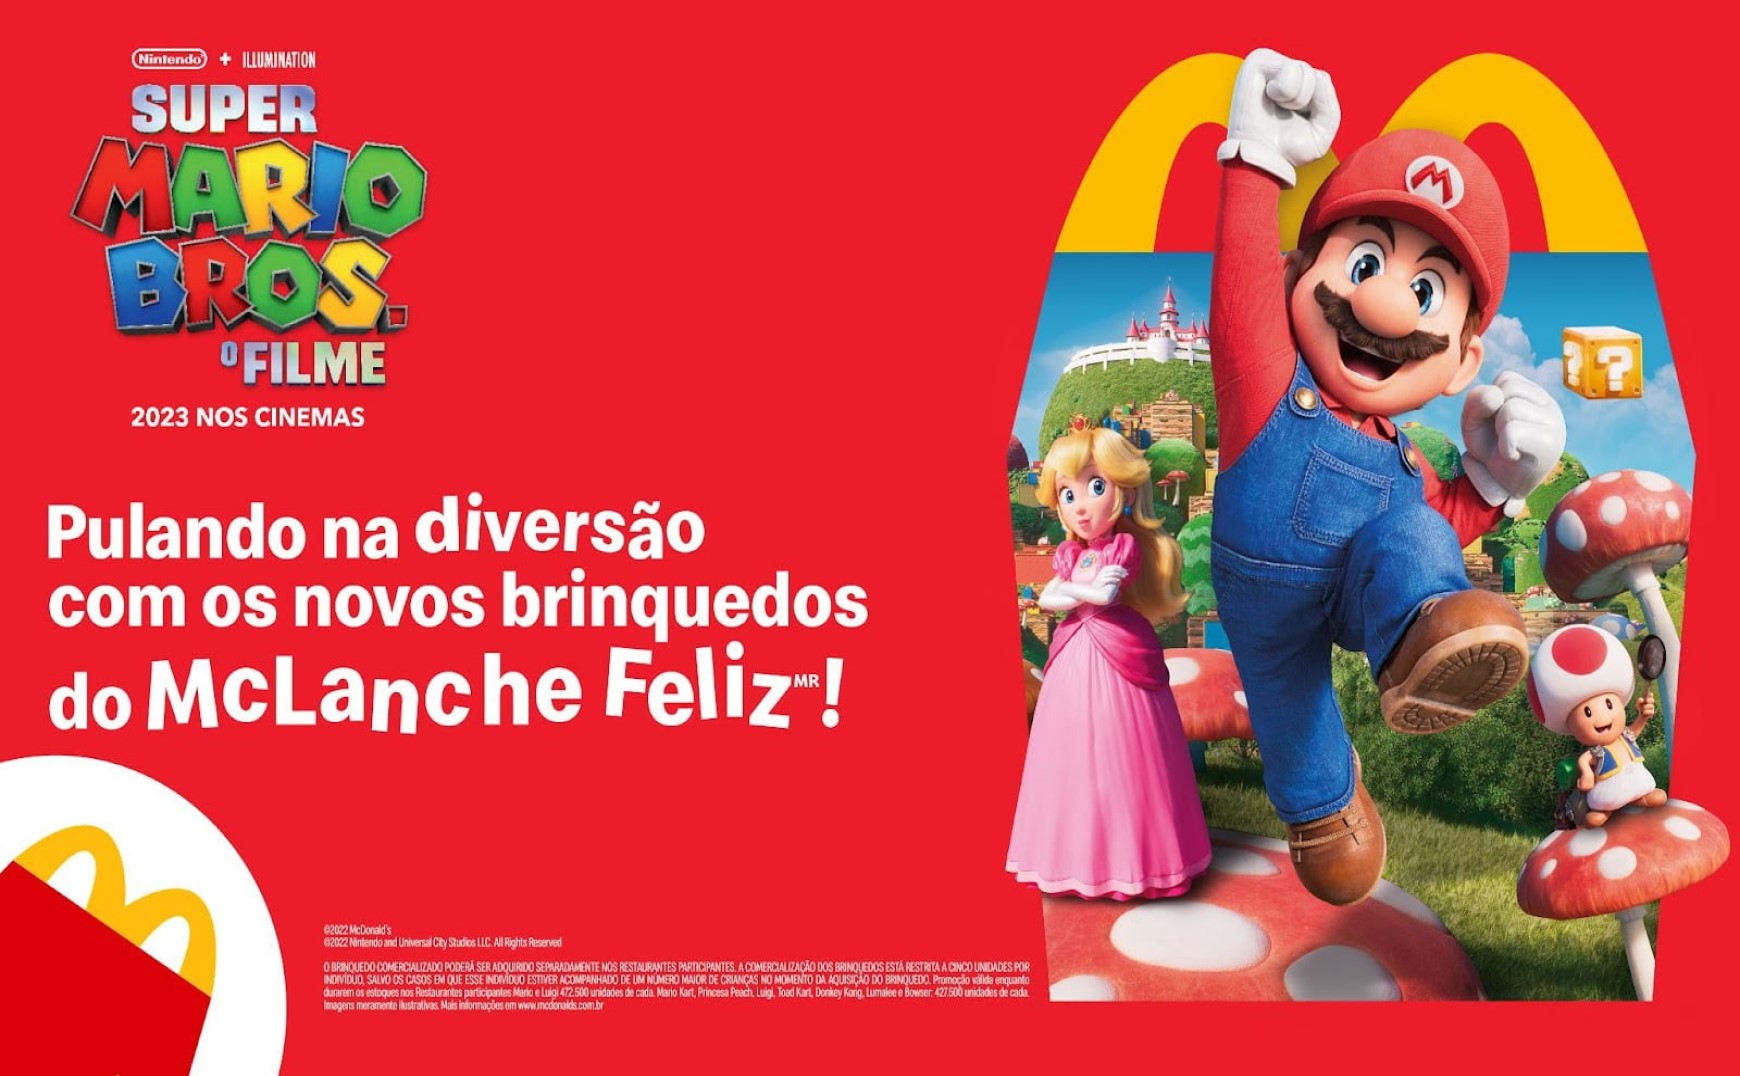 Nintendo + ILLUMINATION
SUPER
MARIO
BROS.
O FILME
2023 NOS CINEMAS
Pulando na diversão
com os novos brinquedos
do McLanche Feliz MR!
©2022 McDonald's
©2022 Nintendo and Universal City Studios LLC. All Rights Reserved
O BRINQUEDO COMERCIALIZADO PODERÁ SER ADQUIRIDO SEPARADAMENTE NOS RESTAURANTES PARTICIPANTES. A COMERCIALIZAÇÃO DOS BRINQUEDOS ESTÁ RESTRITA A CINCO UNIDADES POR
INDIVÍDUO, SALVO OS CASOS EM QUE ESSE INDIVÍDUO ESTIVER ACOMPANHADO DE UM NÚMERO MAIOR DE CRIANÇAS NO MOMENTO DA AQUISIÇÃO DO BRINQUEDO. Promoção válida enquanto
durarem os estoques nos Restaurantes participantes Mario e Luigi 472.500 unidades de cada. Mario Kart, Princesa Peach, Luigi, Toad Kart, Donkey Kong, Lumalee e Bowser: 427.500 unidades de cada.
Imagens meramente ilustrativas. Mais informações em www.mcdonalds.com.br